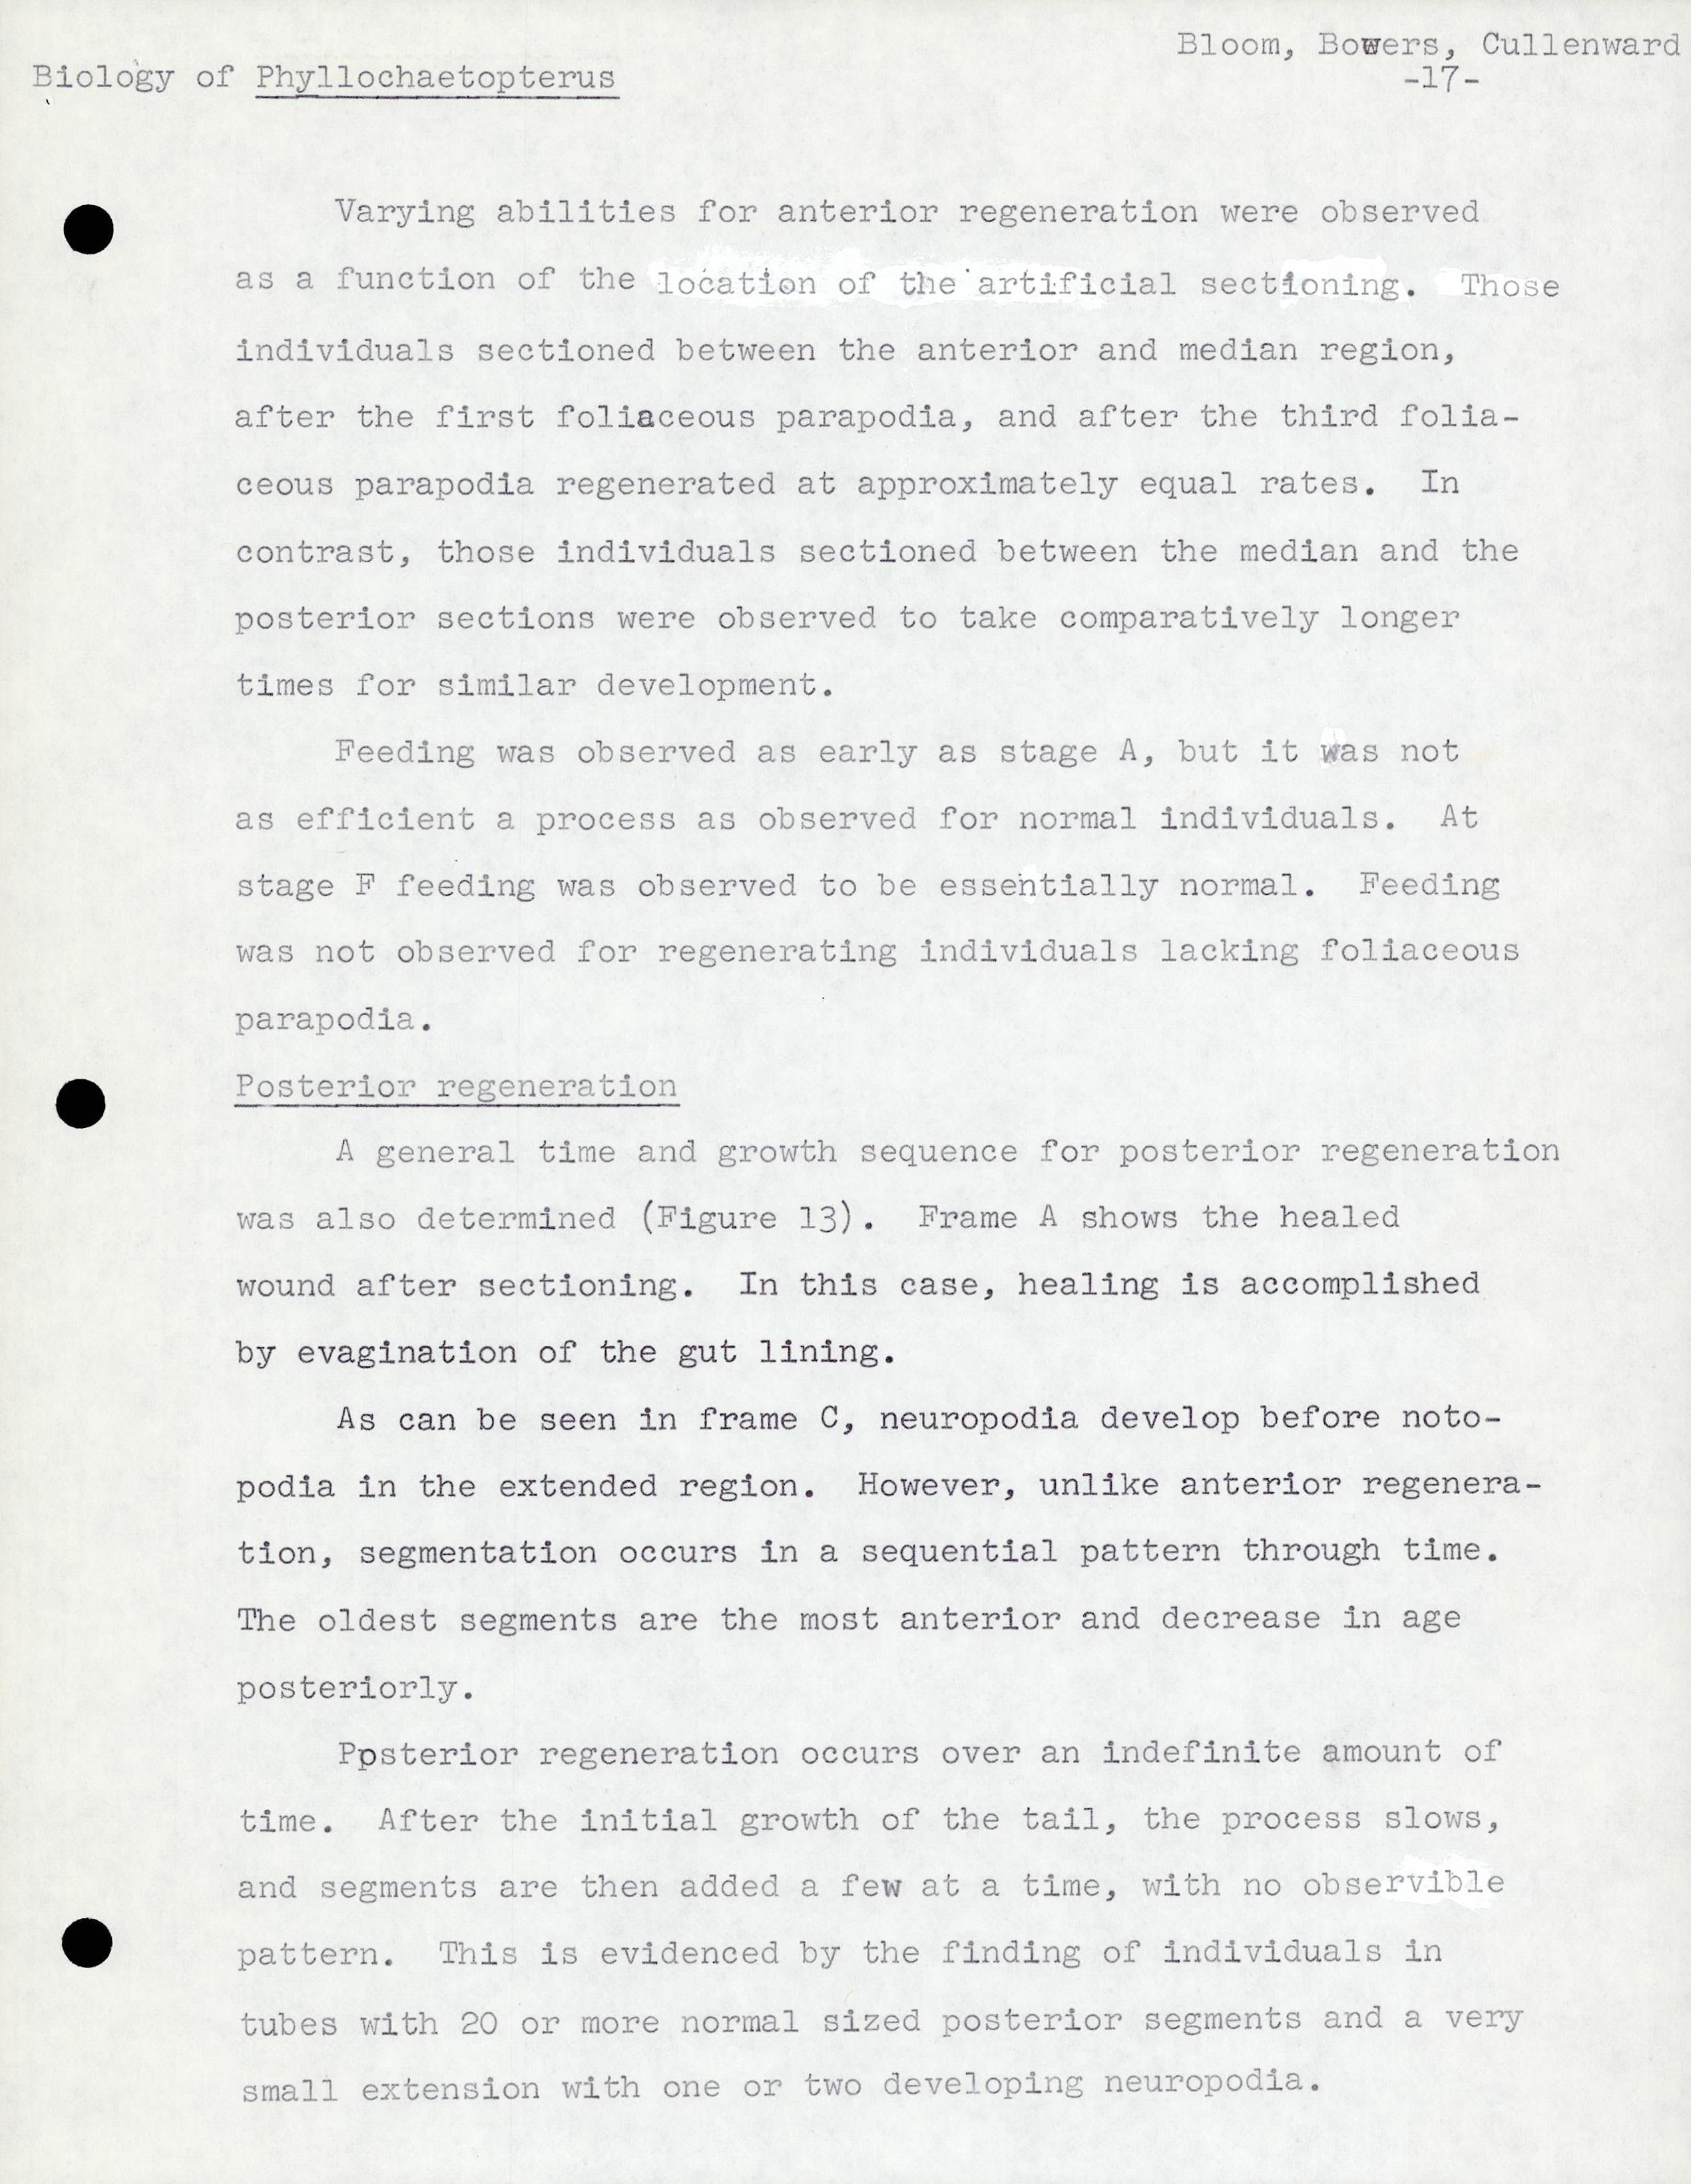 Bloom, Bowers, Cullenward
Biology of Phyllochaetopterus
-17-
Varying abilities for anterior regeneration were observed
as a function of the location of the artificial sectioning. Those
individuals sectioned between the anterior and median region,
after the first foliaceous parapodia, and after the third folia-
ceous parapodia regenerated at approximately equal rates. In
contrast, those individuals sectioned between the median and the
posterior sections were observed to take comparatively longer
times for similar development.
Feeding was observed as early as stage A, but it was not
as efficient a process as observed for normal individuals. At
stage F feeding was observed to be essentially normal. Feeding
was not observed for regenerating individuals lacking foliaceous
parapodia.
Posterior regeneration
A general time and growth sequence for posterior regeneration
was also determined (Figure 13). Frame A shows the healed
wound after sectioning. In this case, healing is accomplished
by evagination of the gut lining.
As can be seen in frame C, neuropodia develop before noto-
podia in the extended region. However, unlike anterior regenera-
tion, segmentation occurs in a sequential pattern through time.
The oldest segments are the most anterior and decrease in age
posteriorly.
Ppsterior regeneration occurs over an indefinite amount of
time. After the initial growth of the tail, the process slows,
and segments are then added a few at a time, with no observible
pattern. This is evidenced by the finding of individuals in
tubes with 20 or more normal sized posterior segments and a very
small extension with one or two developing neuropodia.